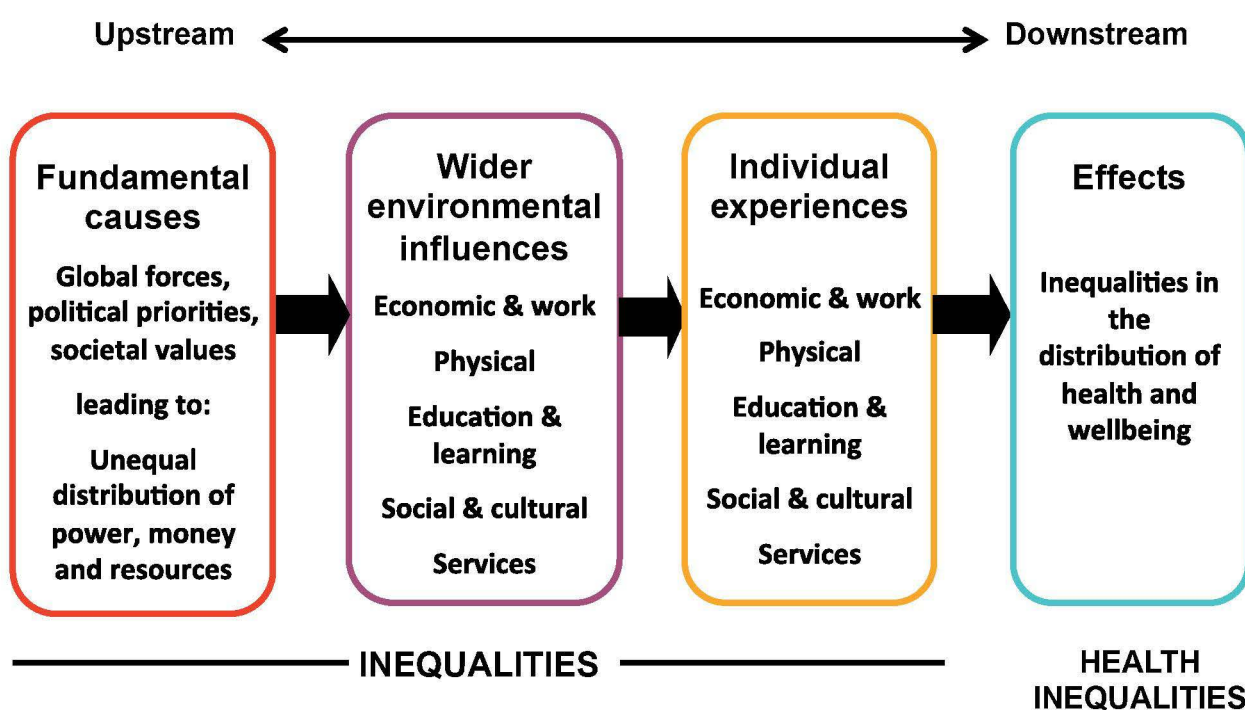 Upstream
Downstream
Fundamental
causes
Global forces,
political priorities,
societal values
leading to:
Unequal
distribution of
power, money
and resources
Wider
environmental
influences
Economic & work
Physical
Education &
learning
Social & cultural
Services
Individual
experiences
Economic & work
Physical
Education &
learning
Social & cultural
Services
Effects
Inequalities in
the
distribution of
health and
wellbeing
INEQUALITIES
HEALTH
INEQUALITIES